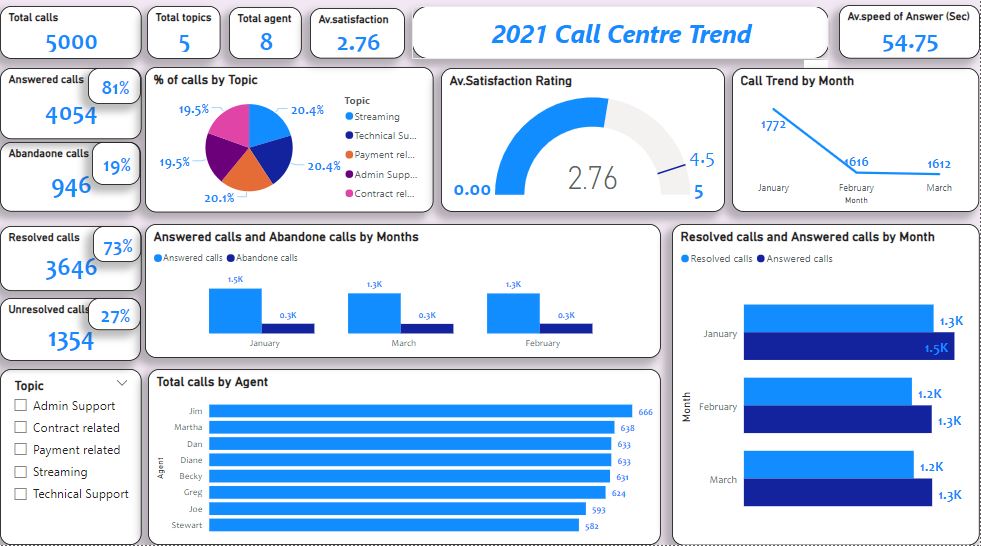 Total calls
5000
Total topics
5
Total agent
8
Av.satisfaction
2.76
2021 Call Centre Trend
Av.speed of Answer (Sec)
54.75
Answered calls
81%
4054
Abandaone calls
19%
946
% of calls by Topic
19.5%
20.4%
19.5%
20.4%
20.1%
Topic
Streaming
Technical Su...
Payment rel...
Admin Supp...
Contract rel...
Av.Satisfaction Rating
0.00
2.76
4.5
5
Call Trend by Month
1772
1616
1612
January
February
March
Month
Resolved calls
73%
3646
Unresolved calls
27%
1354
Answered calls and Abandone calls by Months
Answered calls
Abandone calls
1.5K
0.3K
1.3K
0.3K
1.3K
0.3K
January
March
February
Resolved calls and Answered calls by Month
Resolved calls
Answered calls
Month
January
1.3K
1.5K
February
1.2K
1.3K
March
1.2K
1.3K
Topic
Admin Support
Contract related
Payment related
Streaming
Technical Support
Total calls by Agent
Agent
Jim 666
Martha 638
Dan 633
Diane 633
Becky 631
Greg 624
Joe 593
Stewart 582